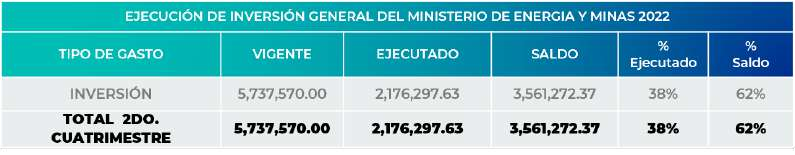 EJECUCIÓN DE INVERSIÓN GENERAL DEL MINISTERIO DE ENERGIA Y MINAS 2022
TIPO DE GASTO VIGENTE EJECUTADO SALDO % Ejecutado % Saldo
INVERSIÓN 5,737,570.00 2,176,297.63 3,561,272.37 38% 62%
TOTAL 2DO. CUATRIMESTRE 5,737,570.00 2,176,297.63 3,561,272.37 38% 62%